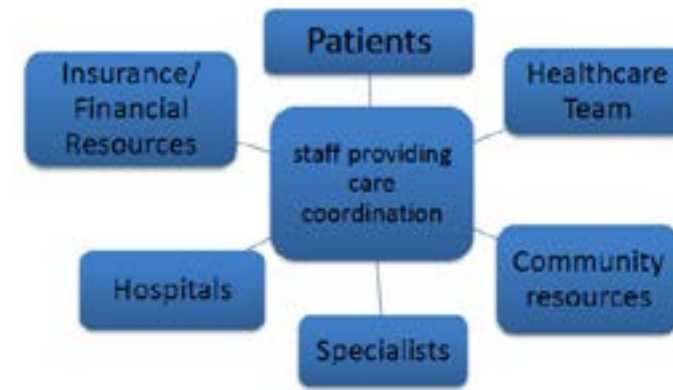 Patients
Insurance/
Financial
Resources
Healthcare
Team
staff providing
care
coordination
Hospitals
Community
resources
Specialists